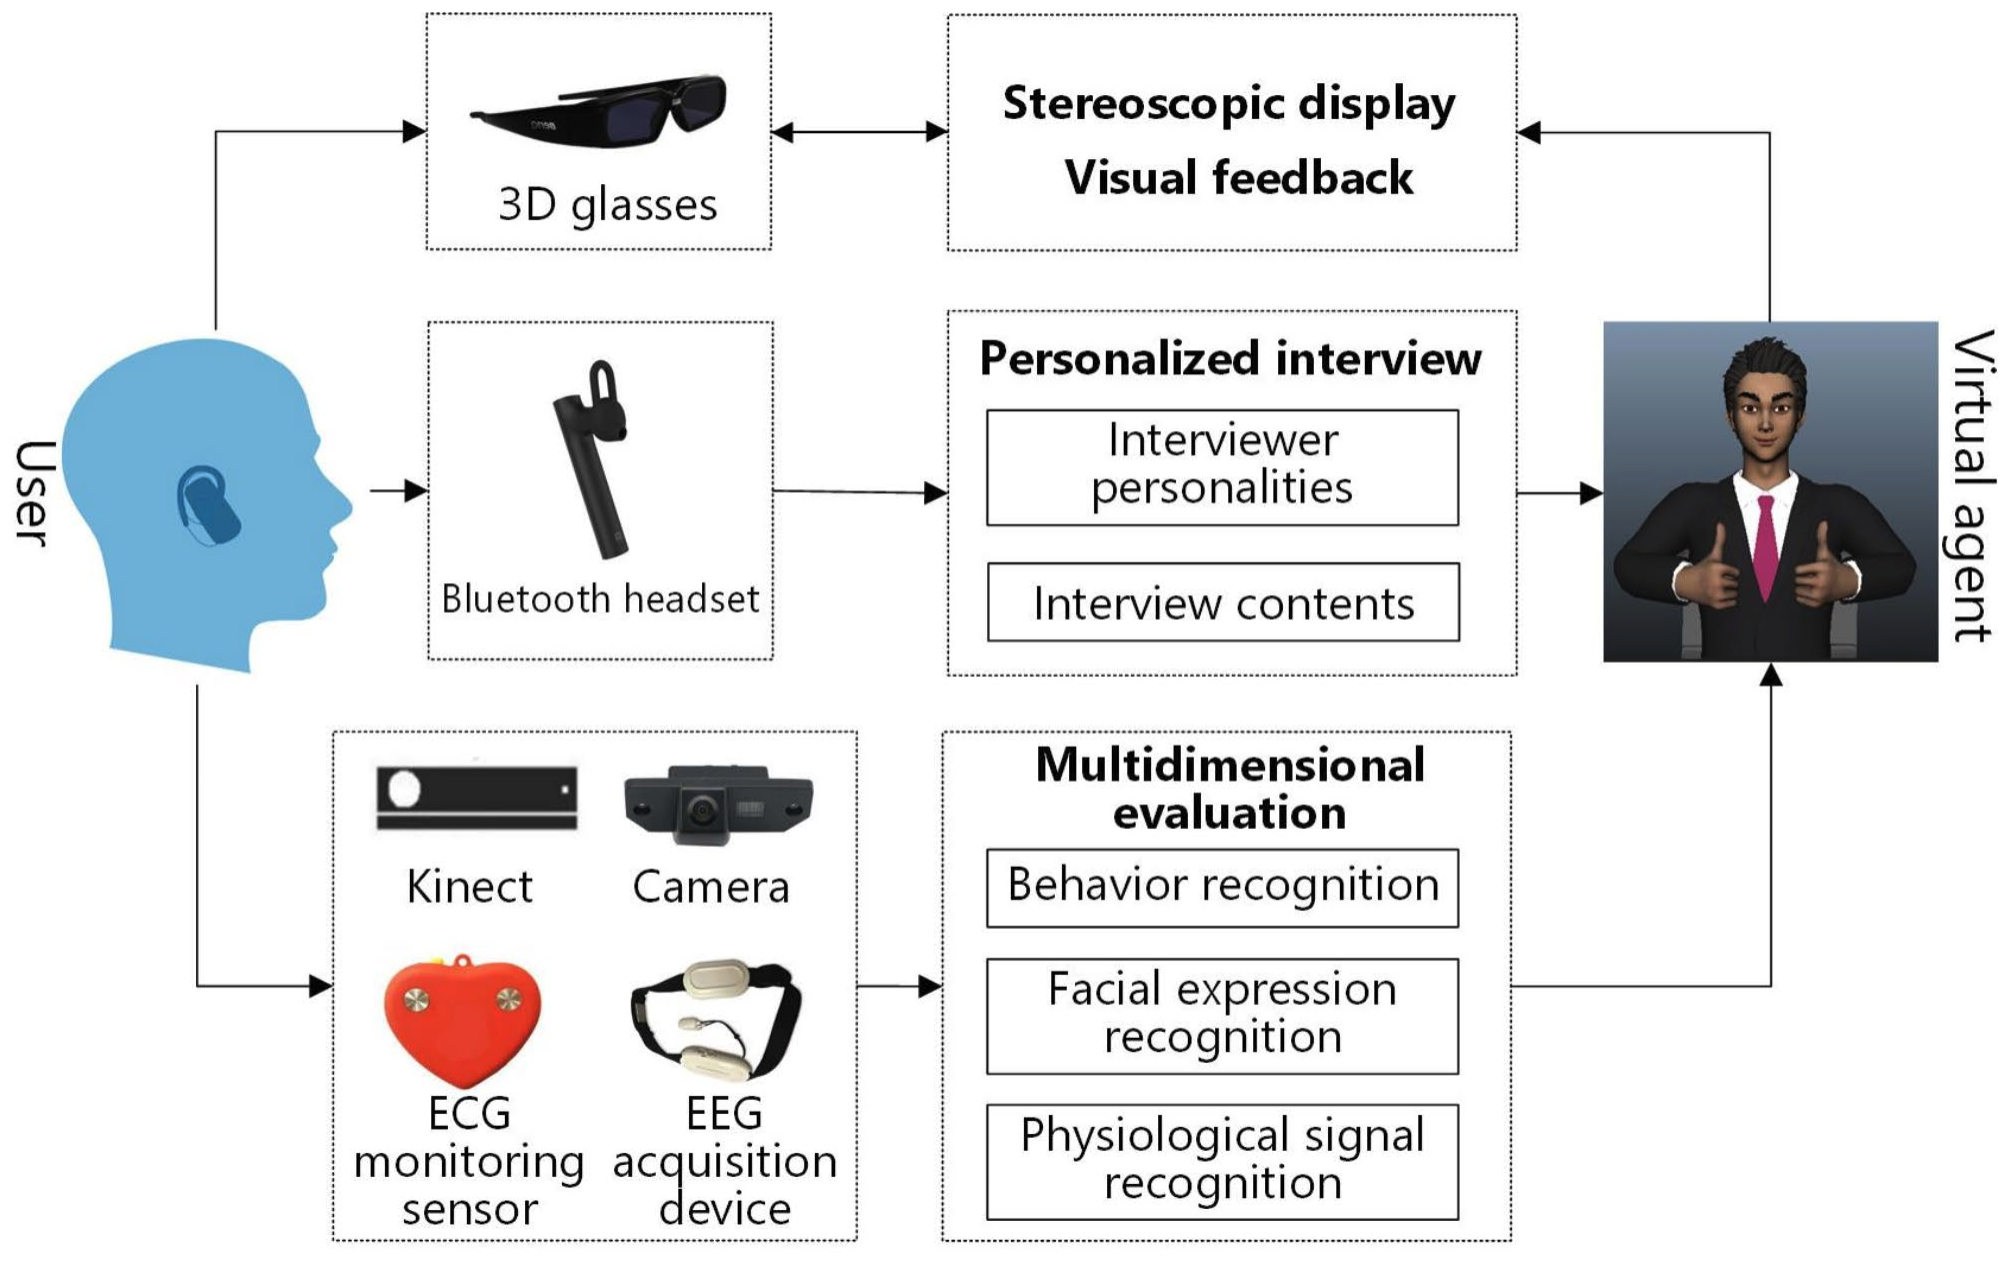 3D glasses
Stereoscopic display
Visual feedback
User
Bluetooth headset
Personalized interview
Interviewer
personalities
Interview contents
Virtual agent
Kinect
Camera
ECG
monitoring
sensor
EEG
acquisition
device
Multidimensional
evaluation
Behavior recognition
Facial expression
recognition
Physiological signal
recognition